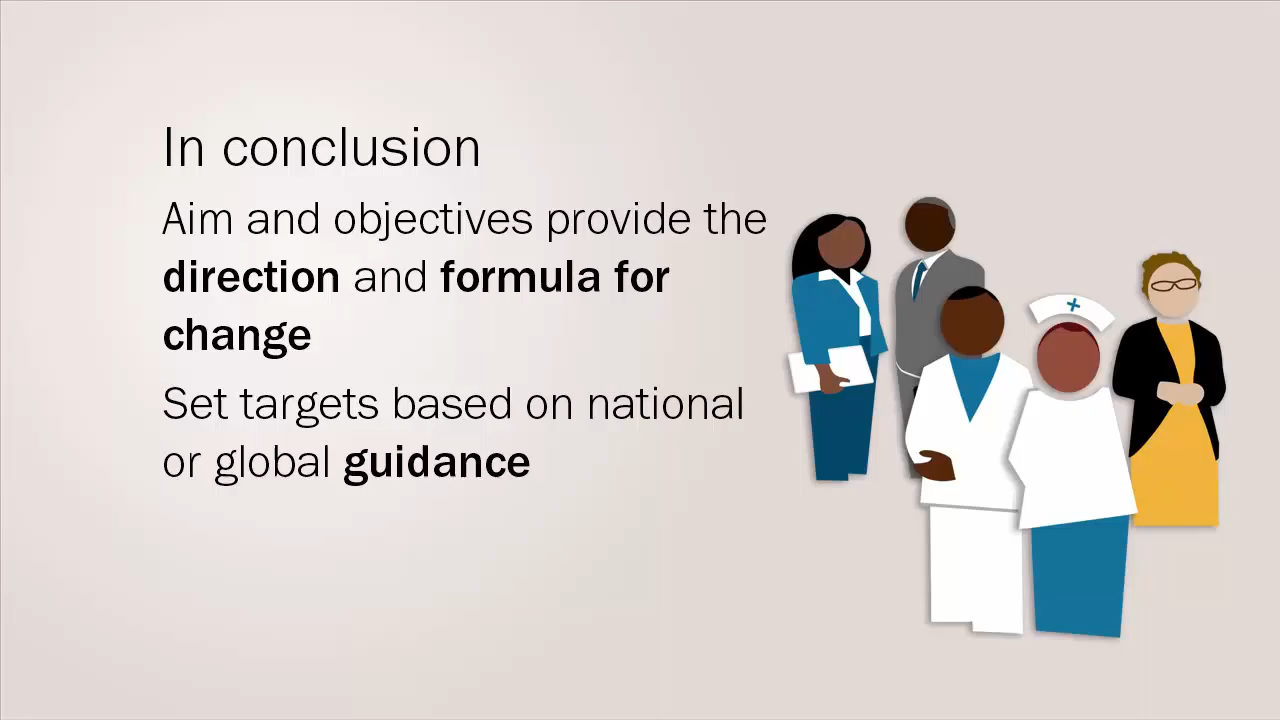 In conclusion
Aim and objectives provide the
direction and formula for
change
Set targets based on national
or global guidance